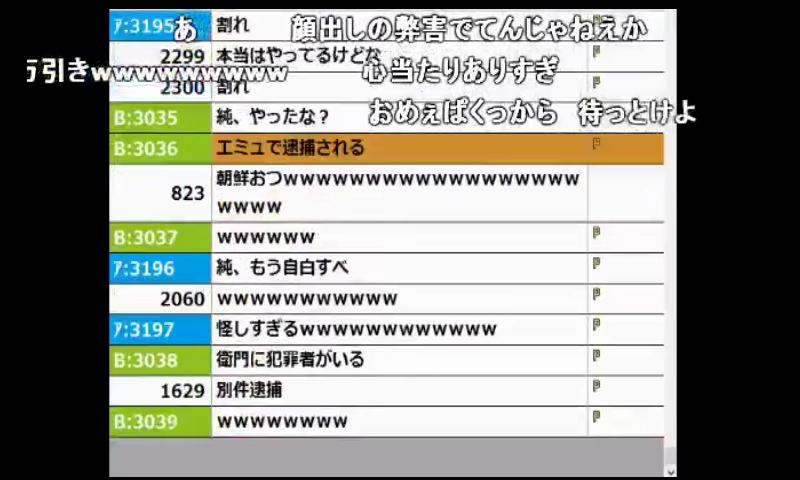 ｱ:3195 割れ
あ 顔出しの弊害でてんじゃねえか
2299 本当はやってるけどな
引きwwwwwwwww 心当たりありすぎ
2300 割れ
B:3035 純、やったな？
おめぇぱくっから 待っとけよ
B:3036 エミュで逮捕される
823 朝鮮おつwwwwwwwwwwwwwwwwww
wwww
B:3037 wwwwww
ｱ:3196 純、もう自白すべ
2060 wwwwwwwwwww
ｱ:3197 怪しすぎるwwwwwwwwwwww
B:3038 衛門に犯罪者がいる
1629 別件逮捕
B:3039 wwwwwwww